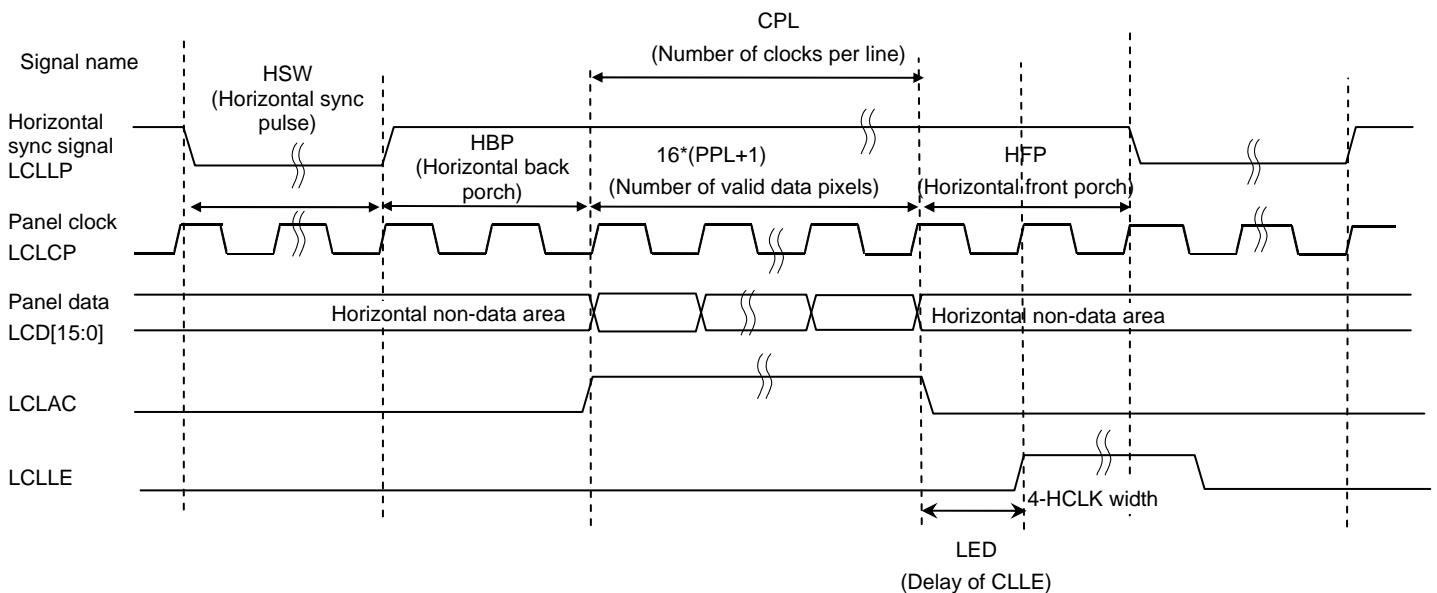 CPL
(Number of clocks per line)
Signal name
HSW
(Horizontal sync
pulse)
Horizontal
sync signal
LCLLP
HBP
(Horizontal back
porch)
16*(PPL+1)
(Number of valid data pixels)
HFP
(Horizontal front porch)
Panel clock
LCLCP
Panel data
LCD[15:0]
Horizontal non-data area
Horizontal non-data area
LCLAC
LCLLE
4-HCLK width
LED
(Delay of CLLE)